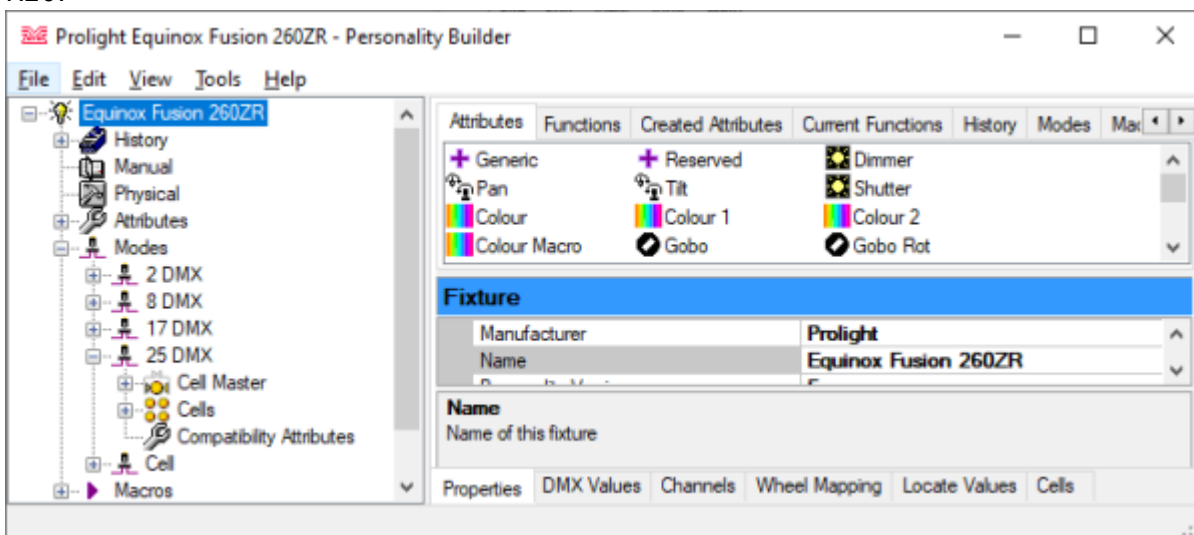 Prolight Equinox Fusion 260ZR - Personality Builder
File Edit View Tools Help
Equinox Fusion 260ZR
History
Manual
Physical
Attributes
Modes
2 DMX
8 DMX
17 DMX
25 DMX
Cell Master
Cells
Compatibility Attributes
Cell
Macros
Attributes Functions Created Attributes Current Functions History Modes
Generic Reserved Dimmer
Pan Tilt Shutter
Colour Colour 1 Colour 2
Colour Macro Gobo Gobo Rot
Fixture
Manufacturer Prolight
Name Equinox Fusion 260ZR
Name
Name of this fixture
Properties DMX Values Channels Wheel Mapping Locate Values Cells